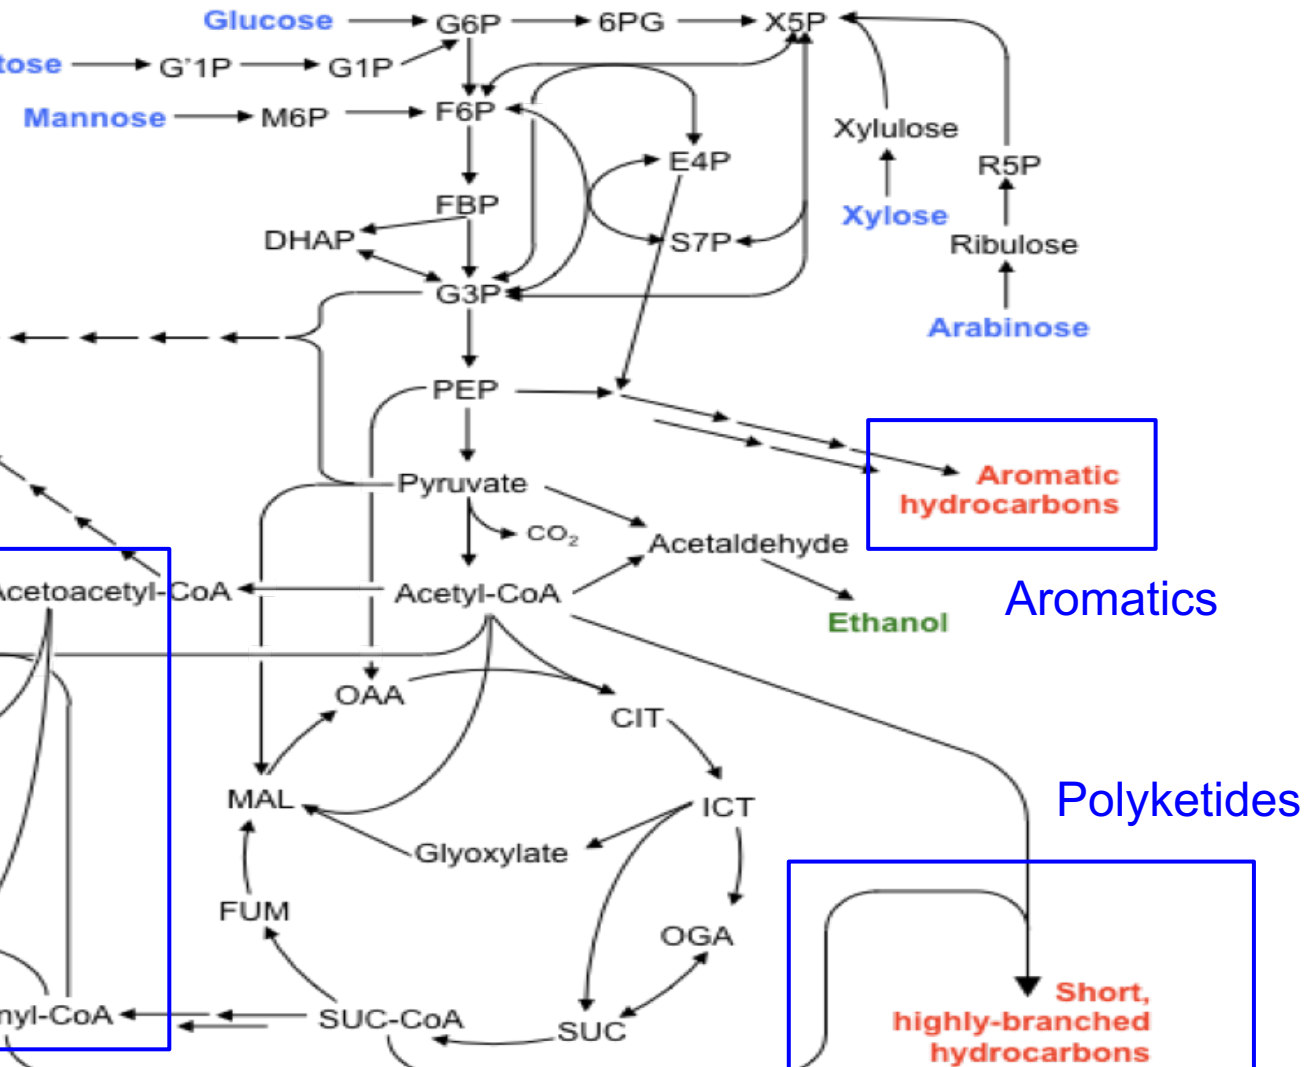 Glucose
G6P
6PG
X5P
tose
G'1P
G1P
Mannose
M6P
F6P
Xylulose
E4P
R5P
FBP
Xylose
DHAP
S7P
Ribulose
G3P
Arabinose
PEP
Aromatic
hydrocarbons
Pyruvate
CO₂
Acetaldehyde
Aromatics
Acetoacetyl-CoA
Acetyl-CoA
Ethanol
OAA
CIT
MAL
ICT
Polyketides
Glyoxylate
FUM
OGA
Short,
highly-branched
hydrocarbons
nyl-CoA
SUC-CoA
SUC